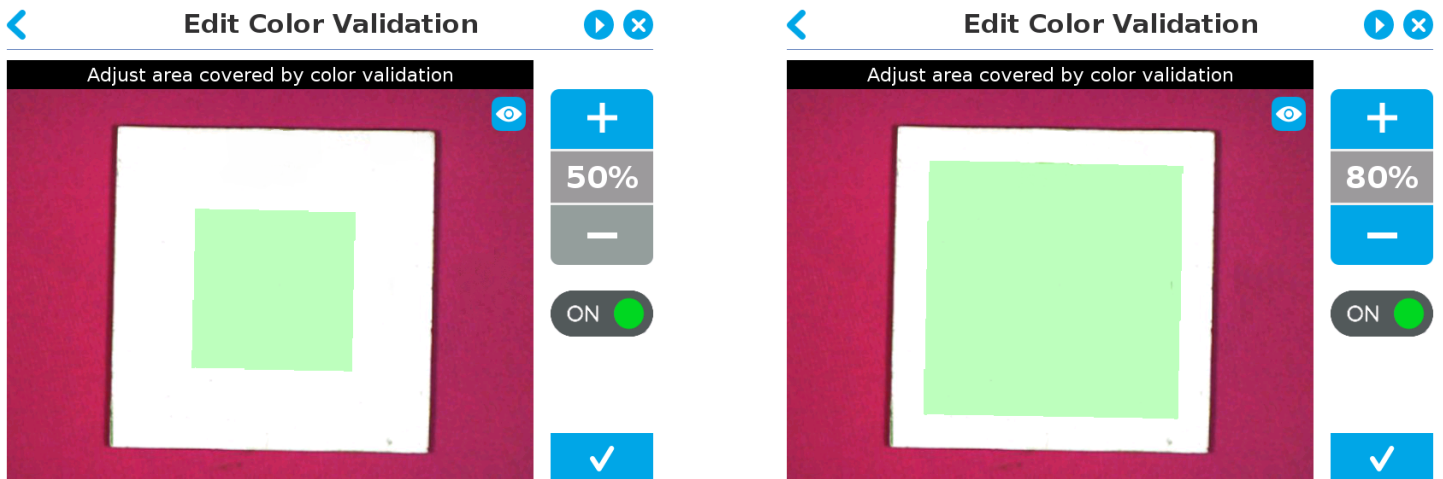 Edit Color Validation
Adjust area covered by color validation
50%
ON
Edit Color Validation
Adjust area covered by color validation
80%
ON